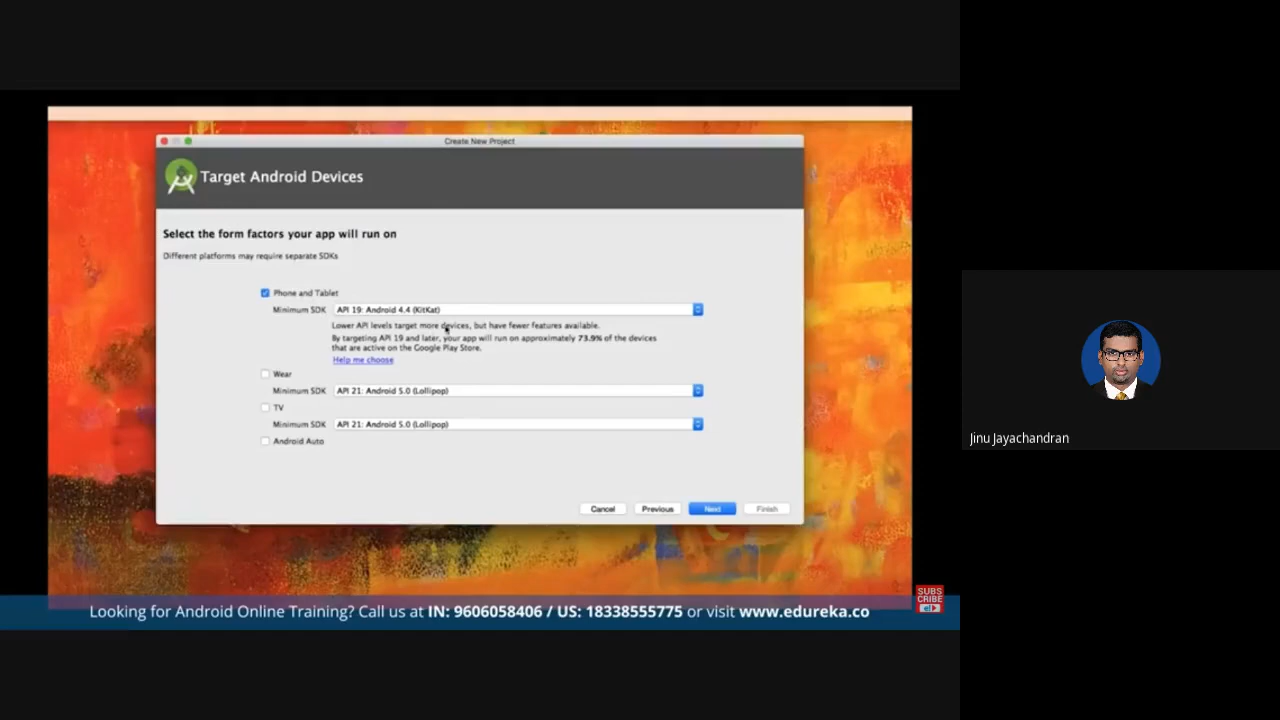 Create New Project
Target Android Devices
Select the form factors your app will run on
Different platforms may require separate SDKs
Phone and Tablet
Minimum SDK API 19: Android 4.4 (KitKat)
Lower API levels target more devices, but have fewer features available.
By targeting API 19 and later, your app will run on approximately 73.9% of the devices
that are active on the Google Play Store.
Help me choose
Wear
Minimum SDK API 21: Android 5.0 (Lollipop)
TV
Minimum SDK API 21: Android 5.0 (Lollipop)
Android Auto
Cancel Previous Next Finish
Jinu Jayachandran
SUBS
CRIBE
Looking for Android Online Training? Call us at IN: 9606058406 / US: 18338555775 or visit www.edureka.co